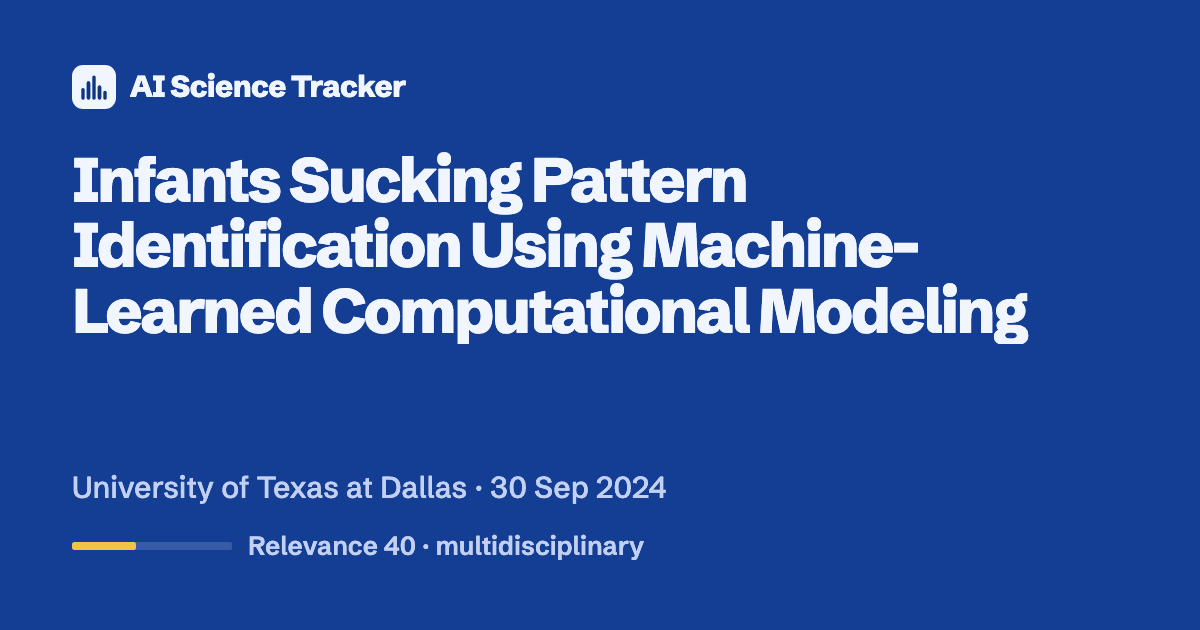 AI Science Tracker
Infants Sucking Pattern
Identification Using Machine-
Learned Computational Modeling
University of Texas at Dallas · 30 Sep 2024
Relevance 40 · multidisciplinary